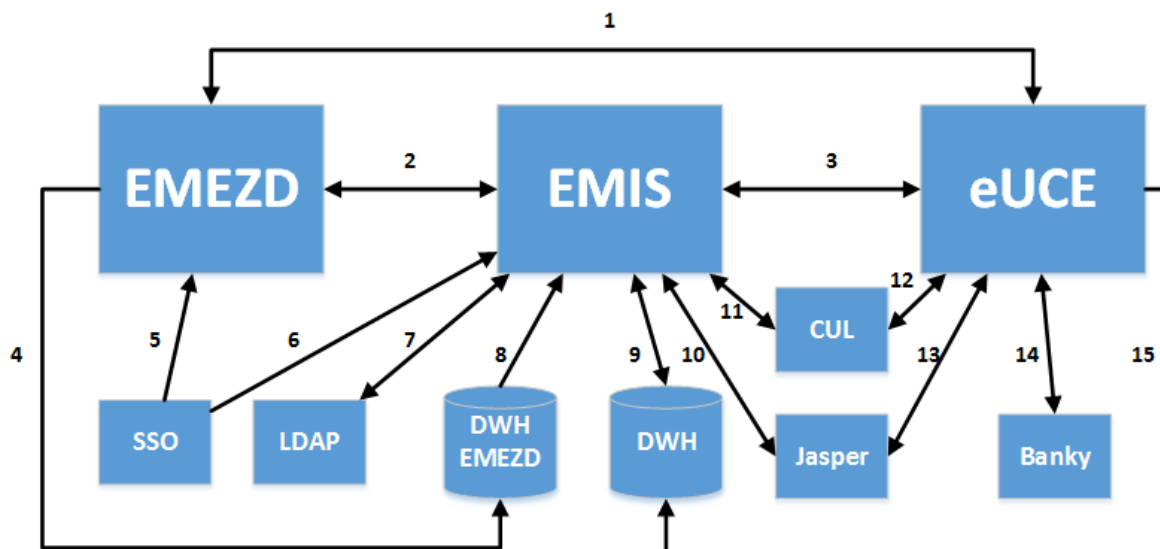 1
EMEZD
2
EMIS
3
eUCE
4
5
6
7
8
9
10
11
12
CUL
13
14
15
SSO
LDAP
DWH
EMEZD
DWH
Jasper
Banky